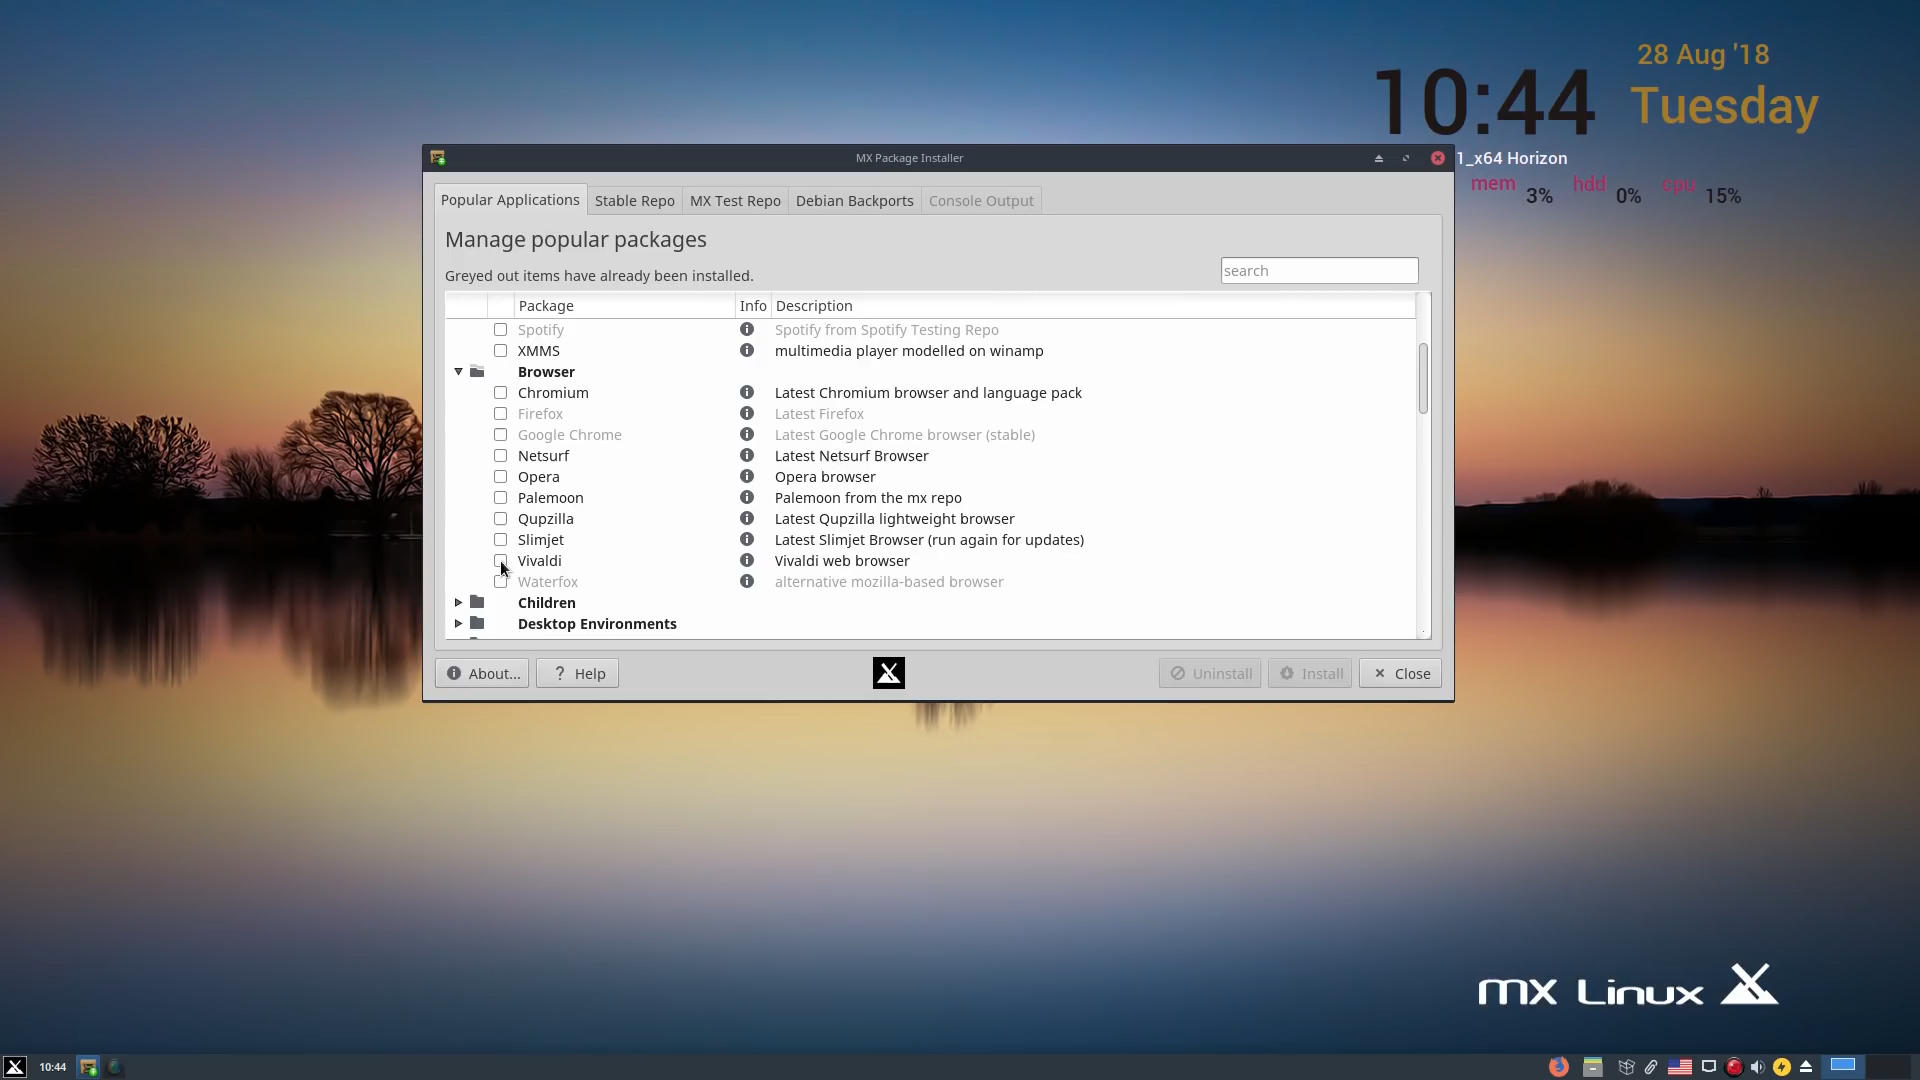 28 Aug '18
10:44
Tuesday
1_x64 Horizon
mem 3% hdd 0% cpu 15%
MX Package Installer
Popular Applications
Stable Repo
MX Test Repo
Debian Backports
Console Output
Manage popular packages
Greyed out items have already been installed.
search
Package Info Description
Spotify Spotify from Spotify Testing Repo
XMMS multimedia player modelled on winamp
Browser
Chromium Latest Chromium browser and language pack
Firefox Latest Firefox
Google Chrome Latest Google Chrome browser (stable)
Netsurf Latest Netsurf Browser
Opera Opera browser
Palemoon Palemoon from the mx repo
Qupzilla Latest Qupzilla lightweight browser
Slimjet Latest Slimjet Browser (run again for updates)
Vivaldi Vivaldi web browser
Waterfox alternative mozilla-based browser
Children
Desktop Environments
About...
? Help
Uninstall
Install
Close
mx Linux
10:44